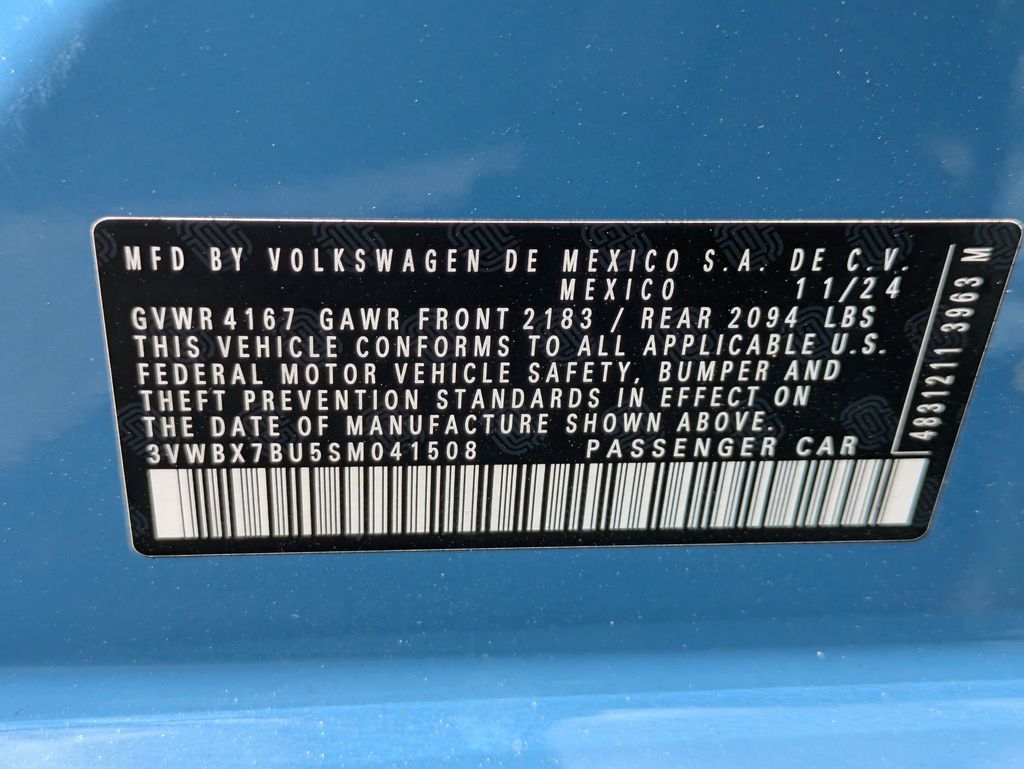 MFD BY VOLKSWAGEN DE MEXICO S.A. DE C.V.
MEXICO 11/24
GVWR 4167 GAWR FRONT 2183 / REAR 2094 LBS
THIS VEHICLE CONFORMS TO ALL APPLICABLE U.S.
FEDERAL MOTOR VEHICLE SAFETY, BUMPER AND
THEFT PREVENTION STANDARDS IN EFFECT ON
THE DATE OF MANUFACTURE SHOWN ABOVE.
3VWBX7BU5SM041508 PASSENGER CAR
4831211 3963 M